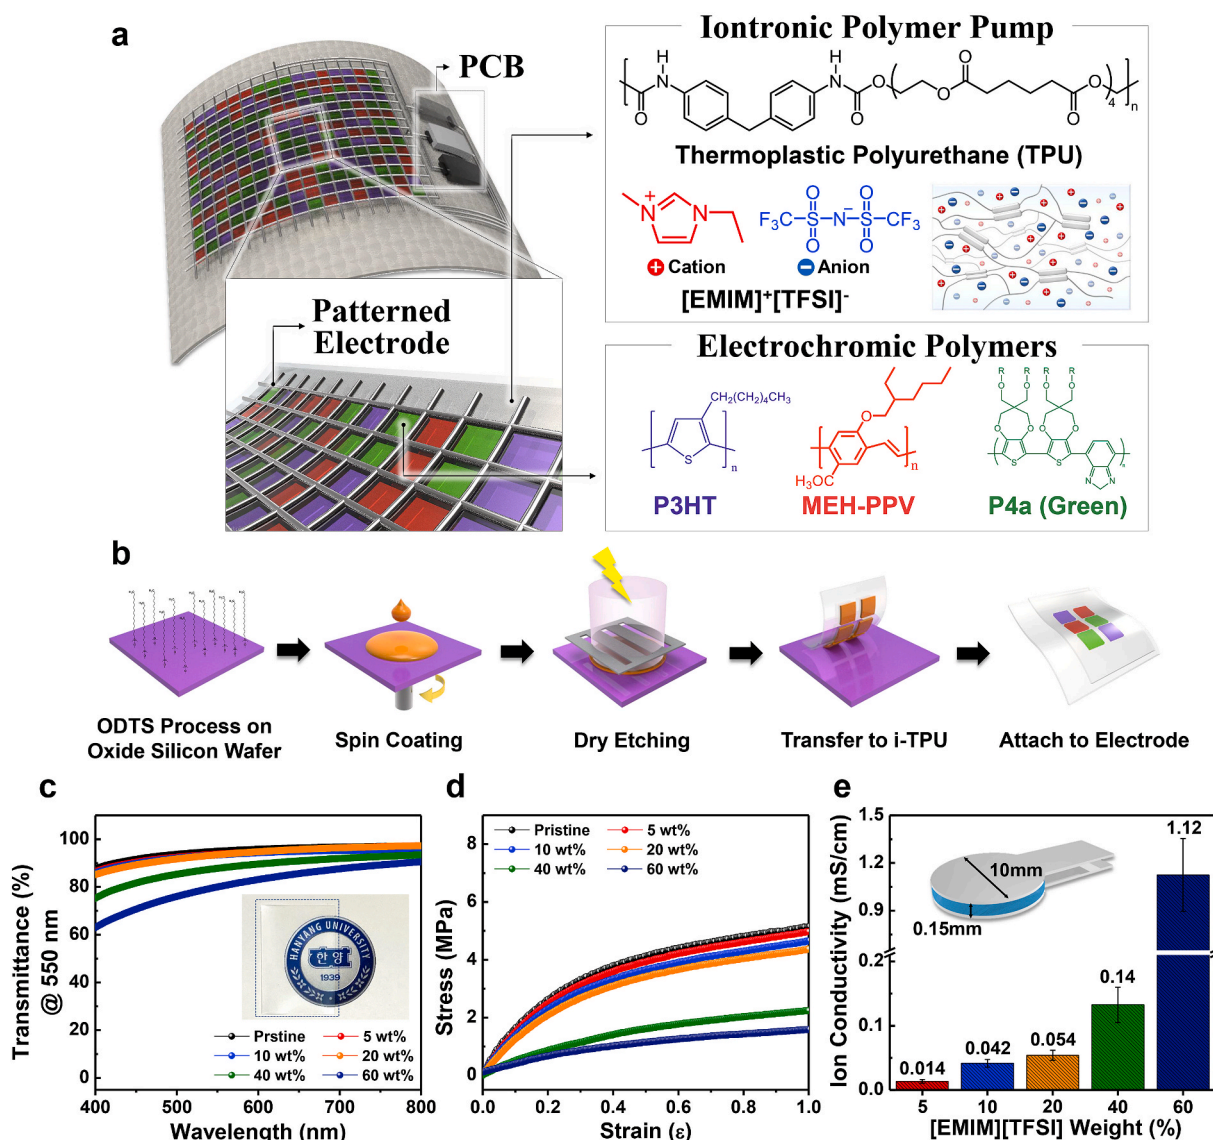 a
PCB
Patterned
Electrode
Iontronic Polymer Pump
H
N
O
O
H
N
O
O
O
O
O
O
4
n
Thermoplastic Polyurethane (TPU)
N
+
N
F₃C
O
S
O
N
-
O
S
O
CF₃
+ Cation
− Anion
[EMIM]⁺[TFSI]⁻
Electrochromic Polymers
CH₂(CH₂)₄CH₃
S
n
P3HT
O
H₃CO
n
MEH-PPV
R R R R
O O O O
O O O O
S S
N N
n
P4a (Green)
b
ODTS Process on
Oxide Silicon Wafer
Spin Coating
Dry Etching
Transfer to i-TPU
Attach to Electrode
c
Transmittance (%)
@ 550 nm
100
80
60
40
20
0
HANYANG UNIVERSITY
한양
1939
Prstine
5 wt%
10 wt%
20 wt%
40 wt%
60 wt%
400 500 600 700 800
Wavelength (nm)
d
Stress (MPa)
8
6
4
2
0
Pristine
5 wt%
10 wt%
20 wt%
40 wt%
60 wt%
0.0 0.2 0.4 0.6 0.8 1.0
Strain (ε)
e
Ion Conductivity (mS/cm)
1.5
1.2
0.9
0.2
0.1
0.0
10mm
0.15mm
0.014
0.042
0.054
0.14
1.12
5 10 20 40 60
[EMIM][TFSI] Weight (%)